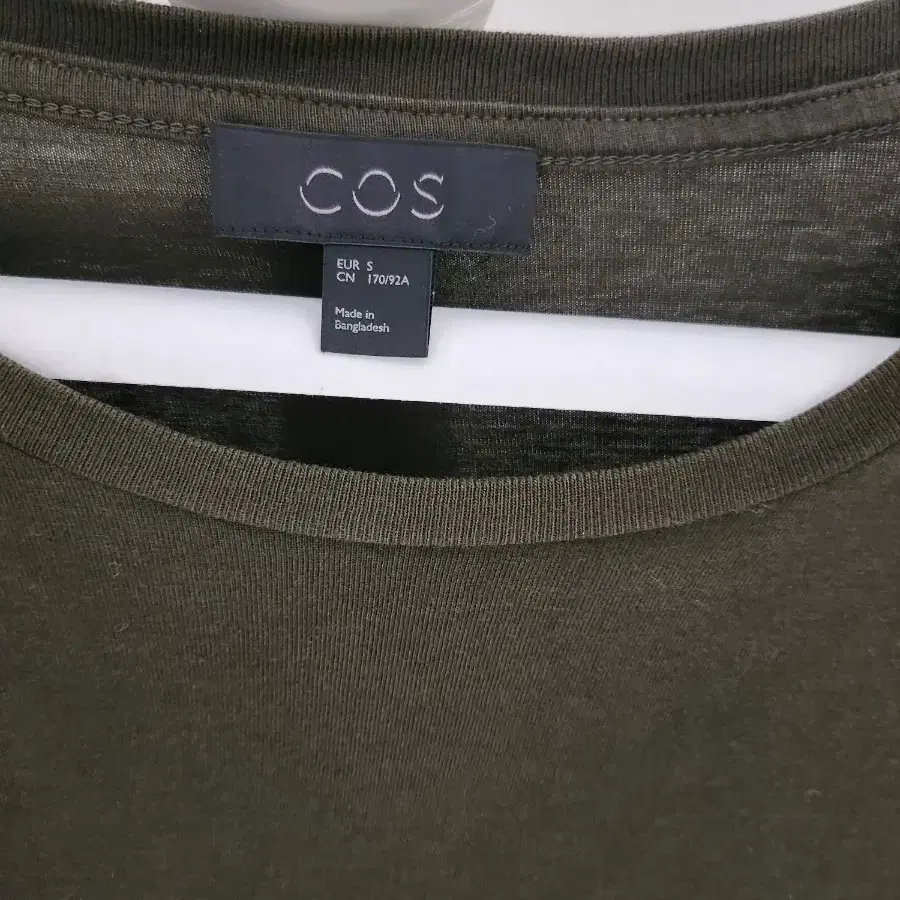 COS
EUR S
CN 170/92A
Made in
Bangladesh